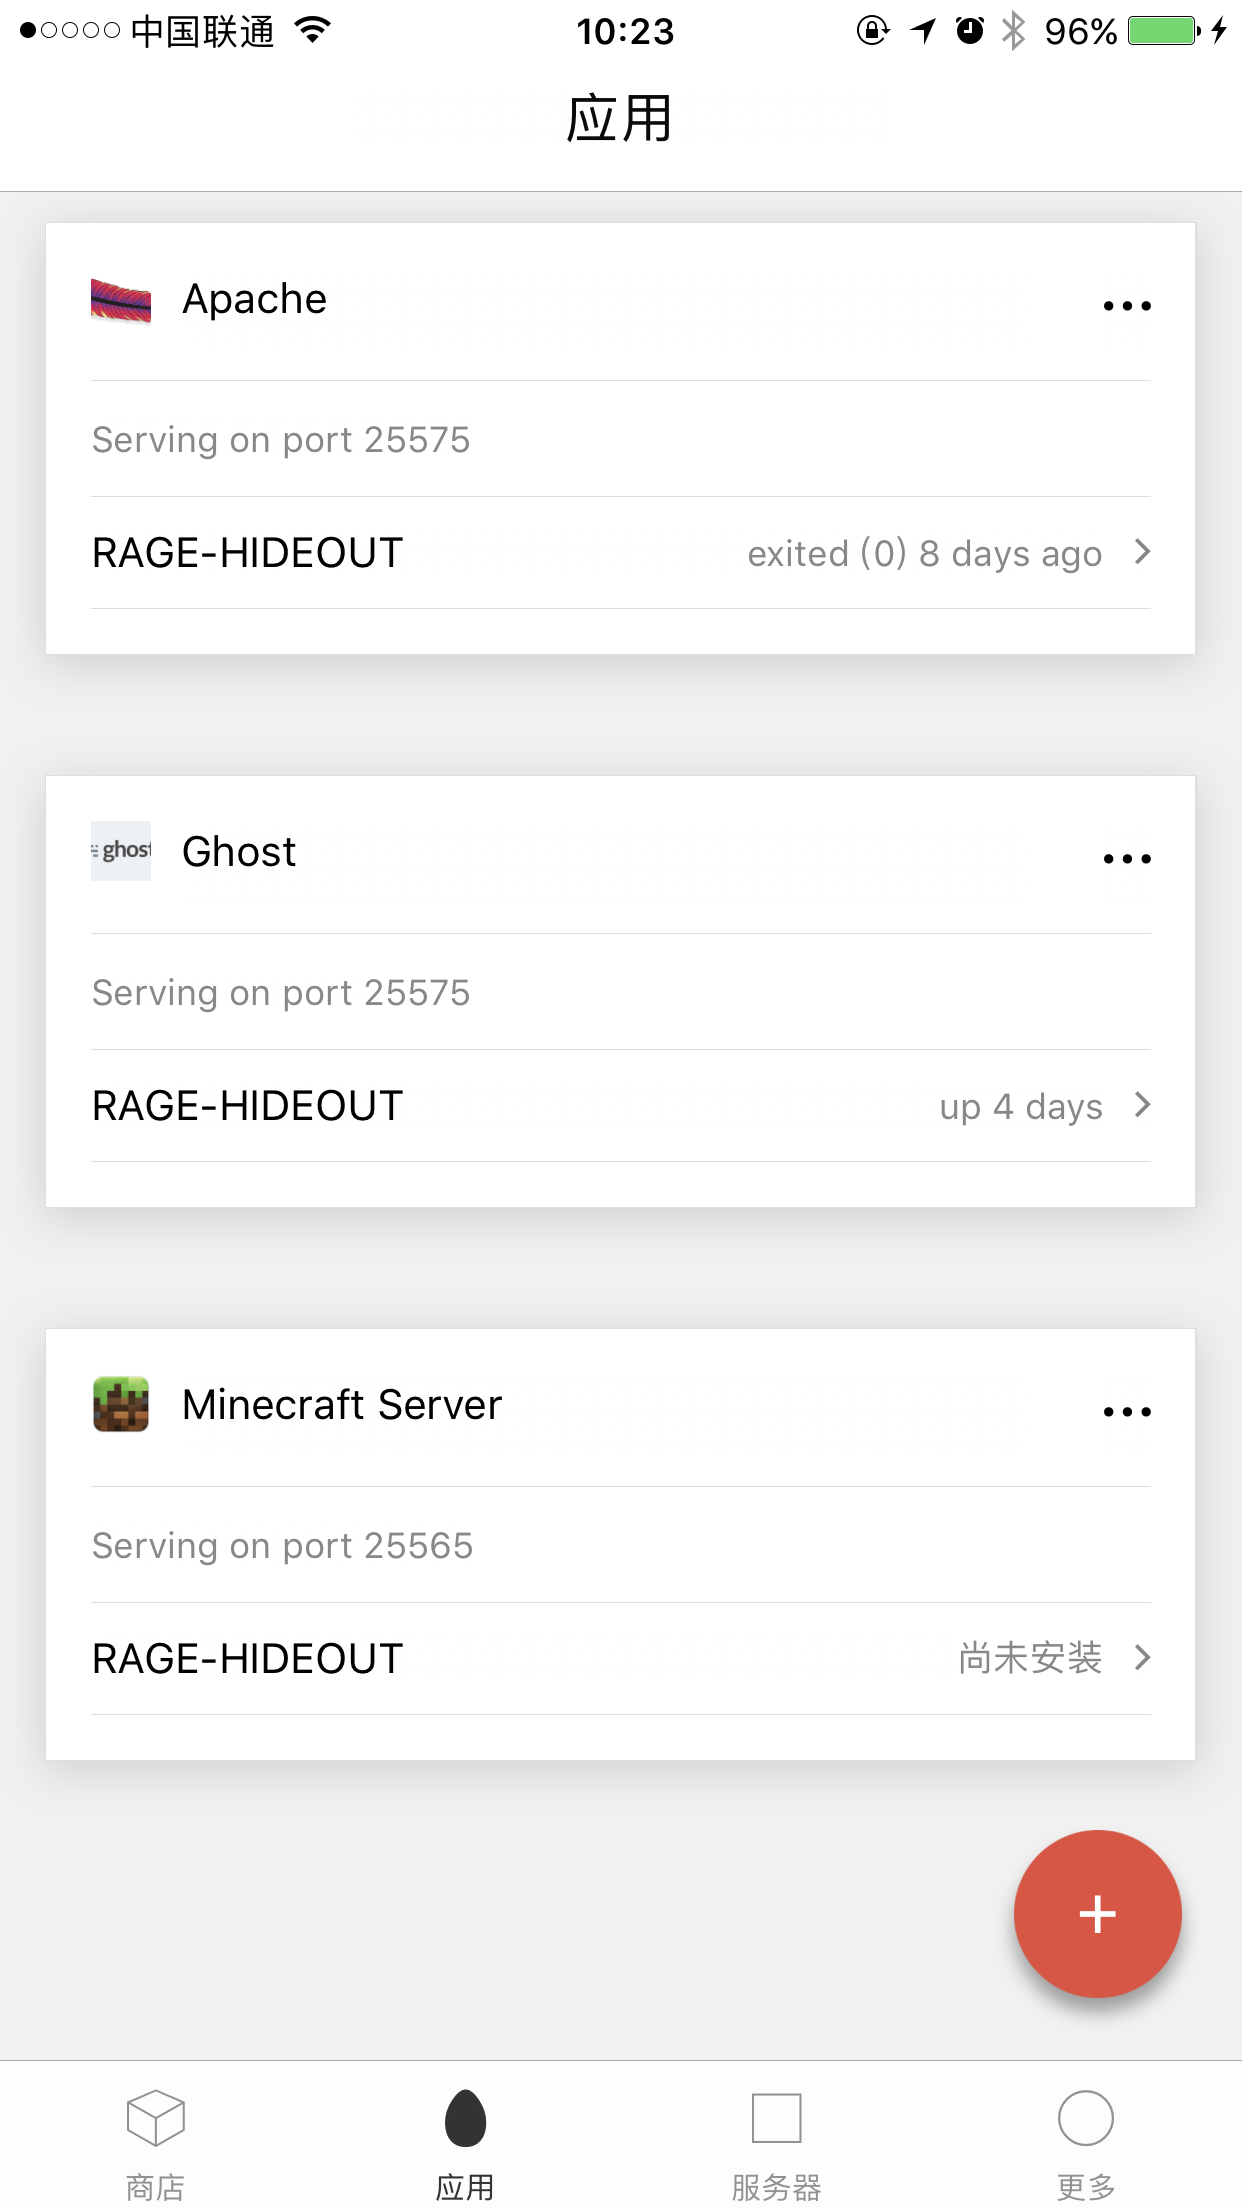 中国联通 10:23 96%
应用
Apache
Serving on port 25575
RAGE-HIDEOUT exited (0) 8 days ago
ghost Ghost
Serving on port 25575
RAGE-HIDEOUT up 4 days
Minecraft Server
Serving on port 25565
RAGE-HIDEOUT 尚未安装
+
商店 应用 服务器 更多